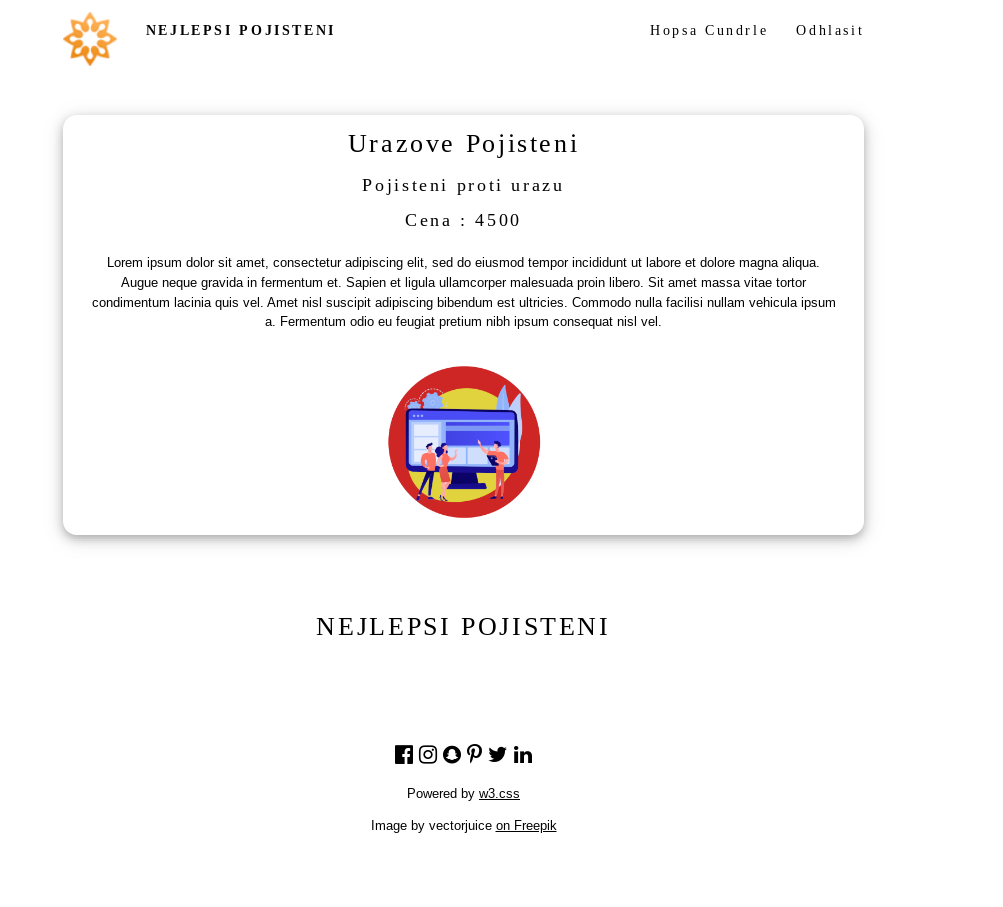 NEJLEPSI POJISTENI
Hopsa Cundrle
Odhlasit
Urazove Pojisteni
Pojisteni proti urazu
Cena : 4500
Lorem ipsum dolor sit amet, consectetur adipiscing elit, sed do eiusmod tempor incididunt ut labore et dolore magna aliqua.
Augue neque gravida in fermentum et. Sapien et ligula ullamcorper malesuada proin libero. Sit amet massa vitae tortor
condimentum lacinia quis vel. Amet nisl suscipit adipiscing bibendum est ultricies. Commodo nulla facilisi nullam vehicula ipsum
a. Fermentum odio eu feugiat pretium nibh ipsum consequat nisl vel.
NEJLEPSI POJISTENI
Powered by w3.css
Image by vectorjuice on Freepik